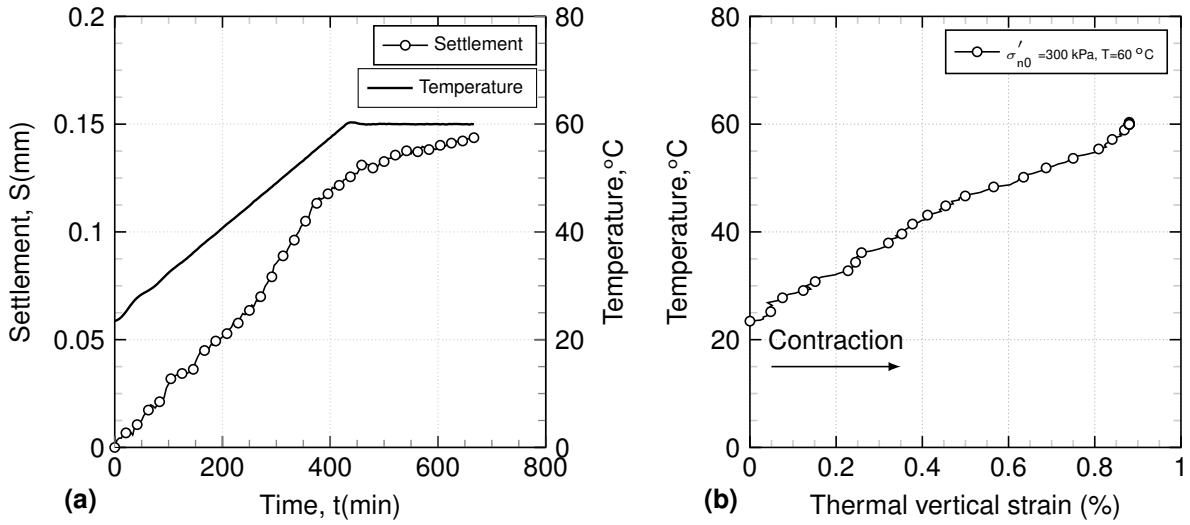 0.2
0.15
0.1
0.05
0
Settlement, S(mm)
0
200
400
600
800
Time, t(min)
80
60
40
20
0
Temperature,°C
Settlement
Temperature
(a)
80
60
40
20
0
Temperature,°C
0
0.2
0.4
0.6
0.8
1
Thermal vertical strain (%)
σ′n0 =300 kPa, T=60 °C
Contraction
(b)